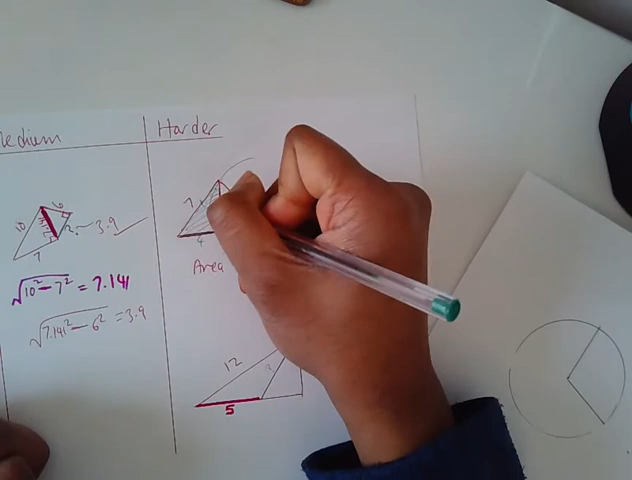 Medium
Harder
10
6
?
~3.9
7
√10² - 7² = 7.141
√7.141² - 6² = 3.9
7
4
Area
12
5